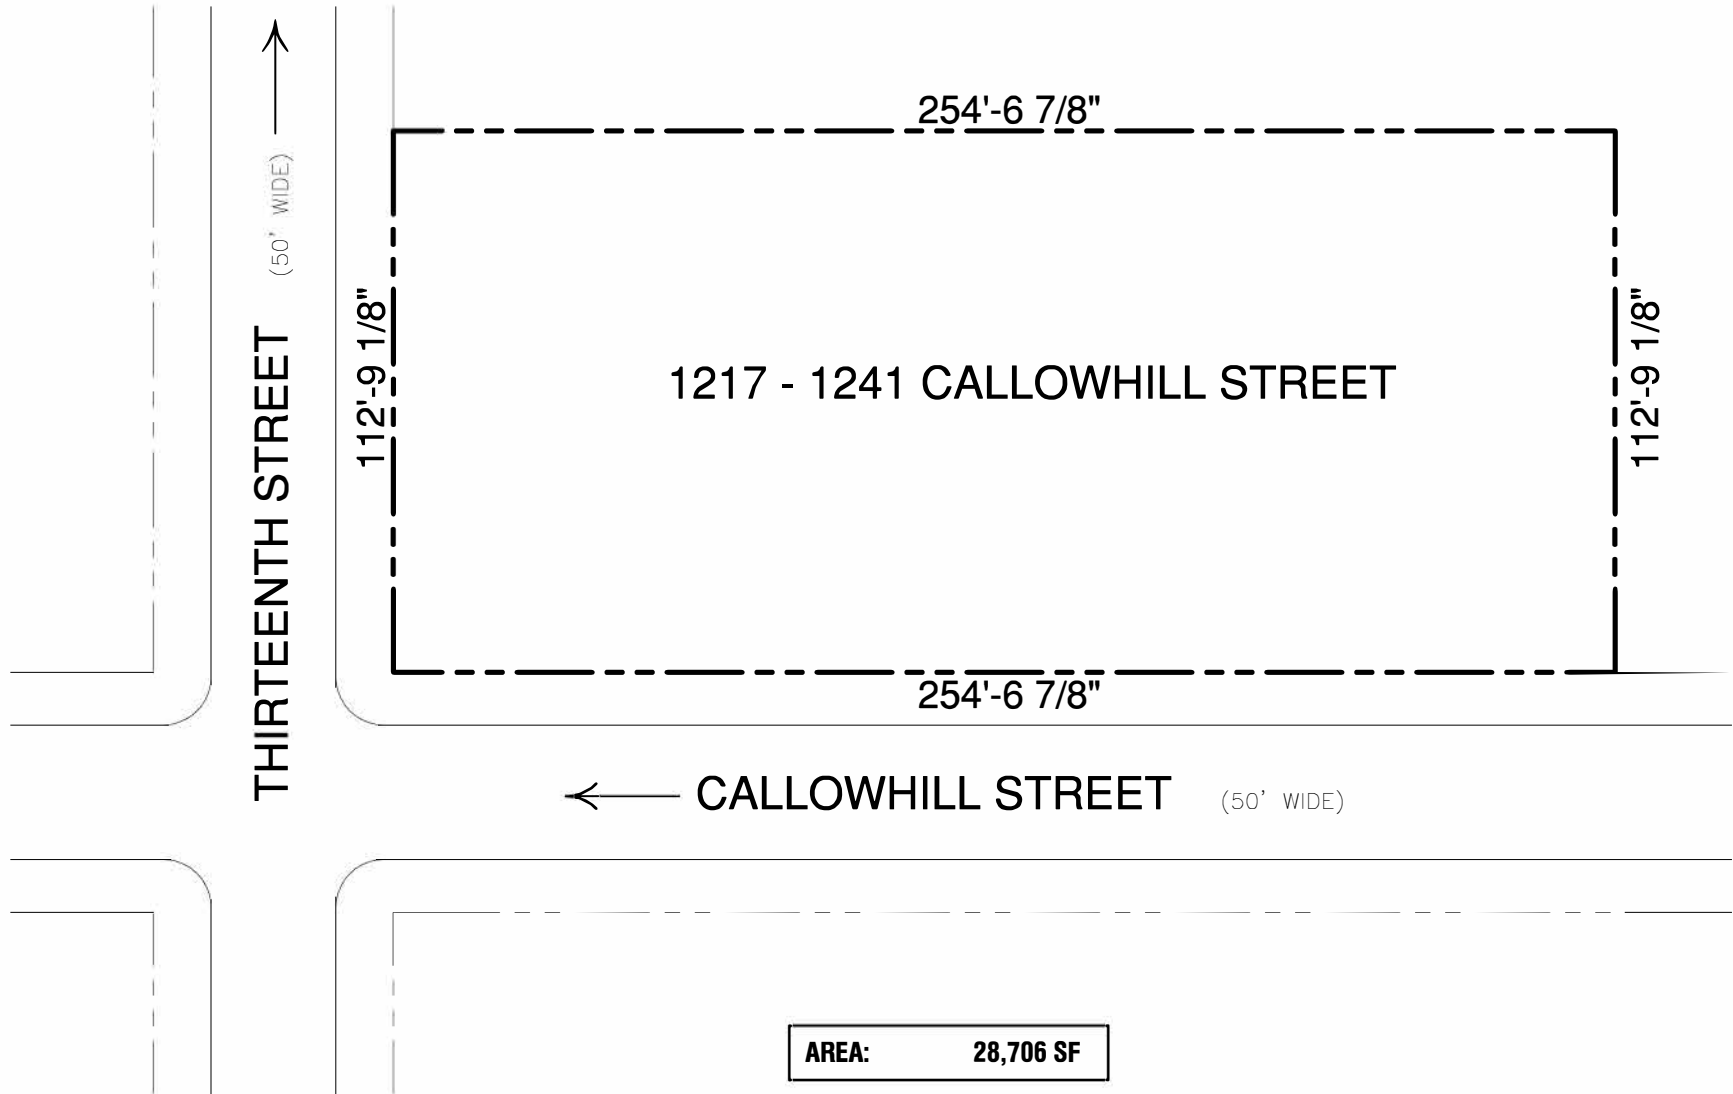 254'-6 7/8"
(50' WIDE)
THIRTEENTH STREET
112'-9 1/8"
1217 - 1241 CALLOWHILL STREET
112'-9 1/8"
254'-6 7/8"
CALLOWHILL STREET (50' WIDE)
AREA: 28,706 SF